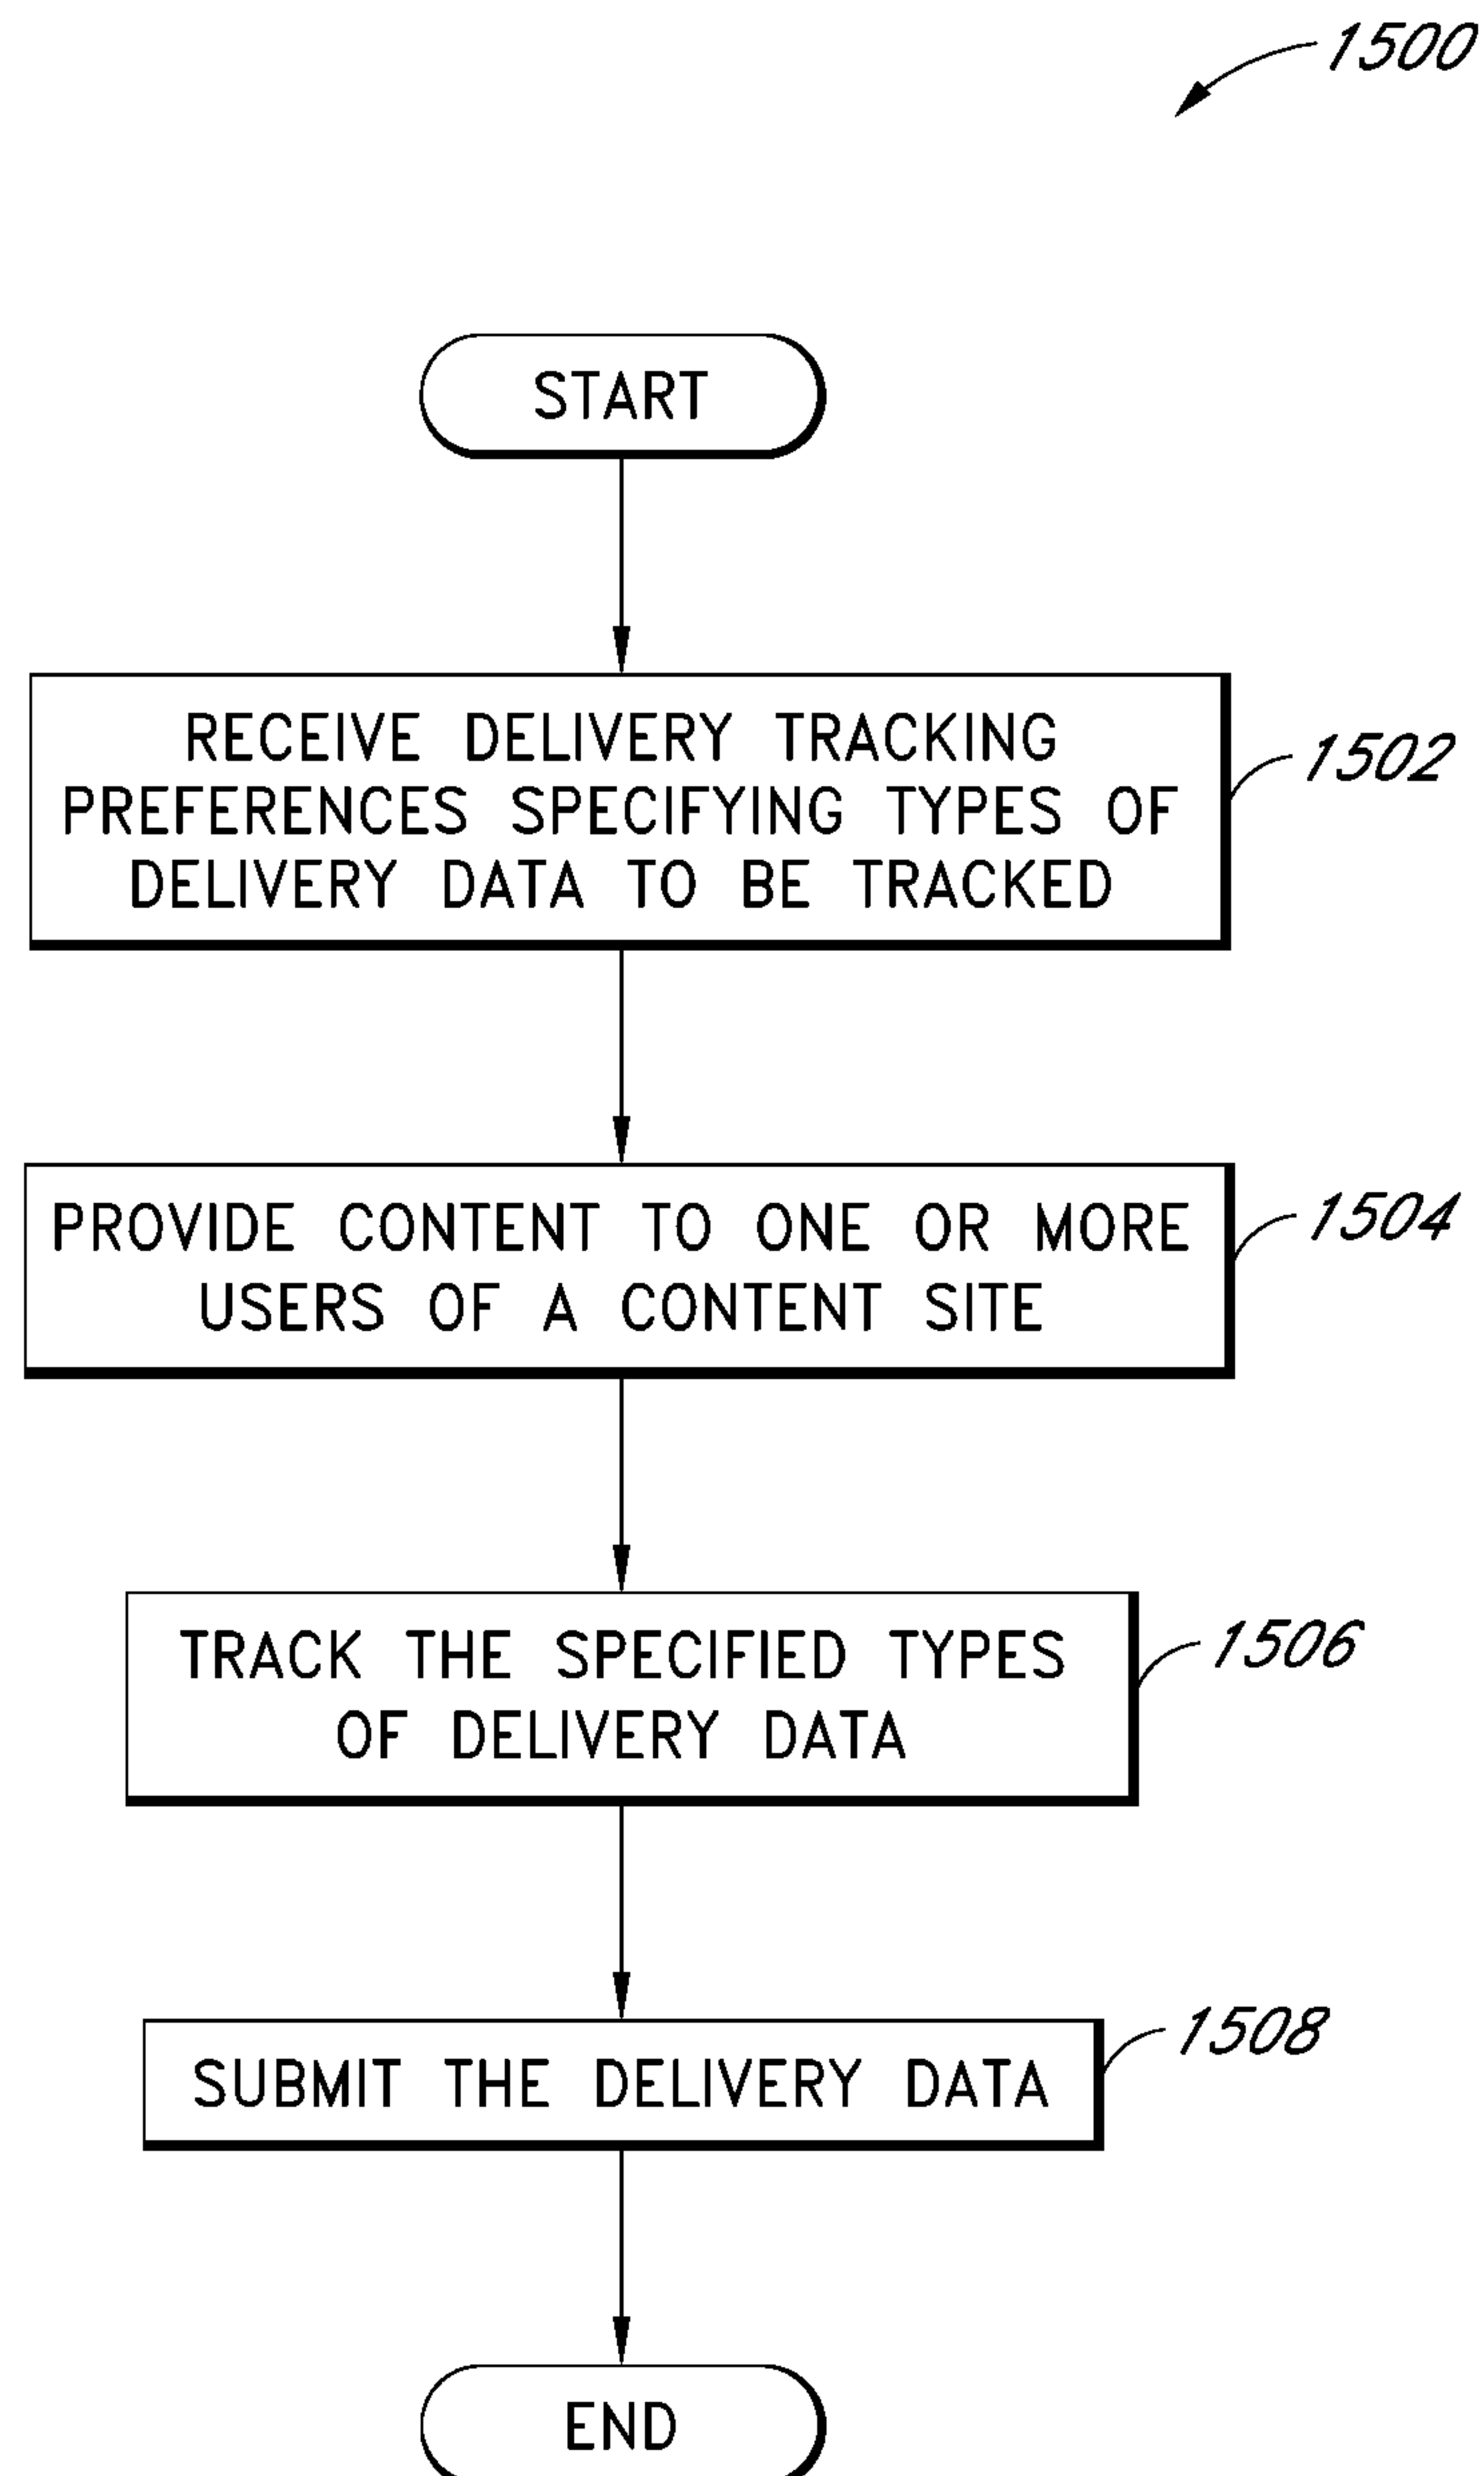 1500
START
RECEIVE DELIVERY TRACKING
PREFERENCES SPECIFYING TYPES OF
DELIVERY DATA TO BE TRACKED
1502
PROVIDE CONTENT TO ONE OR MORE
USERS OF A CONTENT SITE
1504
TRACK THE SPECIFIED TYPES
OF DELIVERY DATA
1506
SUBMIT THE DELIVERY DATA
1508
END